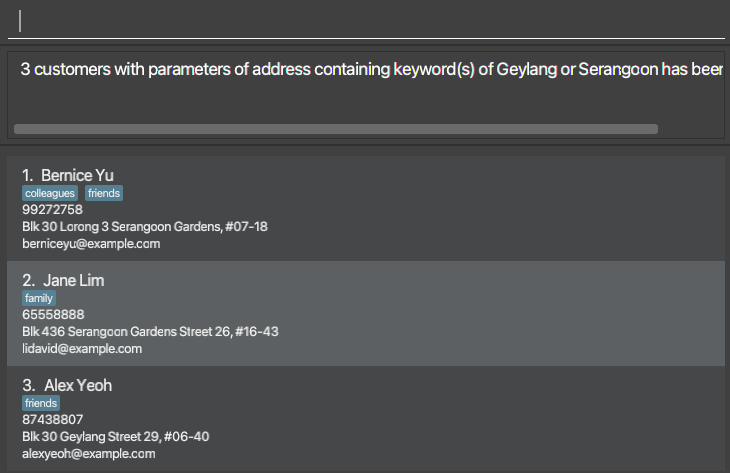 3 customers with parameters of address containing keyword(s) of Geylang or Serangoon has been
1. Bernice Yu
colleagues friends
99272758
Blk 30 Lorong 3 Serangoon Gardens, #07-18
berniceyu@example.com
2. Jane Lim
family
65558888
Blk 436 Serangoon Gardens Street 26, #16-43
lidavid@example.com
3. Alex Yeoh
friends
87438807
Blk 30 Geylang Street 29, #06-40
alexyeoh@example.com